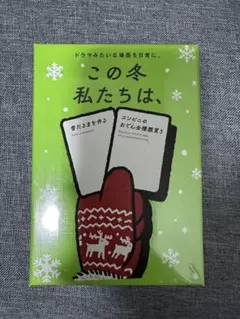 ドラマみたいな場面を日常に。
この冬
私たちは、
雪だるまを作る
コンビニの
おでん全種類買う